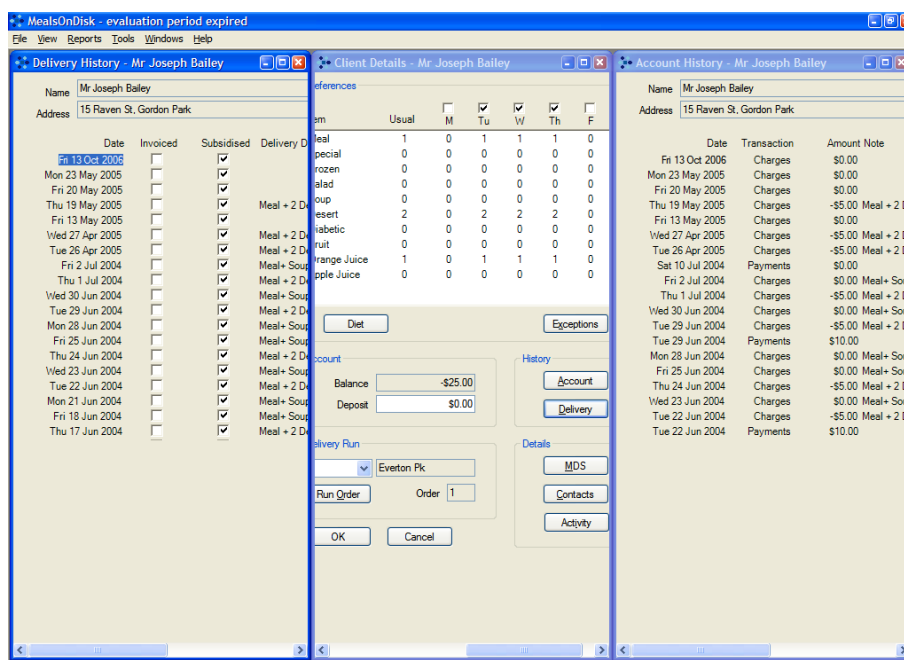 MealsOnDisk - evaluation period expired
File View Reports Tools Windows Help
Delivery History - Mr Joseph Bailey
Name Mr Joseph Bailey
Address 15 Raven St, Gordon Park
Date Invoiced Subsidised Delivery D
Fri 13 Oct 2006
Mon 23 May 2005
Fri 20 May 2005
Thu 19 May 2005 Meal + 2 De
Fri 13 May 2005
Wed 27 Apr 2005 Meal + 2 De
Tue 26 Apr 2005 Meal + 2 De
Fri 2 Jul 2004 Meal+ Soup
Thu 1 Jul 2004 Meal + 2 De
Wed 30 Jun 2004 Meal+ Soup
Tue 29 Jun 2004 Meal + 2 De
Mon 28 Jun 2004 Meal+ Soup
Fri 25 Jun 2004 Meal+ Soup
Thu 24 Jun 2004 Meal + 2 De
Wed 23 Jun 2004 Meal+ Soup
Tue 22 Jun 2004 Meal + 2 De
Mon 21 Jun 2004 Meal+ Soup
Fri 18 Jun 2004 Meal+ Soup
Thu 17 Jun 2004 Meal + 2 De
Client Details - Mr Joseph Bailey
eferences
em Usual M Tu W Th F
Meal 1 0 1 1 1 0
pecial 0 0 0 0 0 0
rozen 0 0 0 0 0 0
alad 0 0 0 0 0 0
oup 0 0 0 0 0 0
esert 2 0 2 2 2 0
iabetic 0 0 0 0 0 0
ruit 0 0 0 0 0 0
range Juice 1 0 1 1 1 0
pple Juice 0 0 0 0 0 0
Diet Exceptions
ccount History
Balance -$25.00 Account
Deposit $0.00 Delivery
elivery Run Details
Everton Pk MDS
Run Order Order 1 Contacts
Activity
OK Cancel
Account History - Mr Joseph Bailey
Name Mr Joseph Bailey
Address 15 Raven St, Gordon Park
Date Transaction Amount Note
Fri 13 Oct 2006 Charges $0.00
Mon 23 May 2005 Charges $0.00
Fri 20 May 2005 Charges $0.00
Thu 19 May 2005 Charges -$5.00 Meal + 2 D
Fri 13 May 2005 Charges $0.00
Wed 27 Apr 2005 Charges -$5.00 Meal + 2 D
Tue 26 Apr 2005 Charges -$5.00 Meal + 2 D
Sat 10 Jul 2004 Payments $0.00
Fri 2 Jul 2004 Charges $0.00 Meal+ Sou
Thu 1 Jul 2004 Charges -$5.00 Meal + 2 D
Wed 30 Jun 2004 Charges $0.00 Meal+ Sou
Tue 29 Jun 2004 Charges -$5.00 Meal + 2 D
Tue 29 Jun 2004 Payments $10.00
Mon 28 Jun 2004 Charges $0.00 Meal+ Sou
Fri 25 Jun 2004 Charges $0.00 Meal+ Sou
Thu 24 Jun 2004 Charges -$5.00 Meal + 2 D
Wed 23 Jun 2004 Charges $0.00 Meal+ Sou
Tue 22 Jun 2004 Charges -$5.00 Meal + 2 D
Tue 22 Jun 2004 Payments $10.00